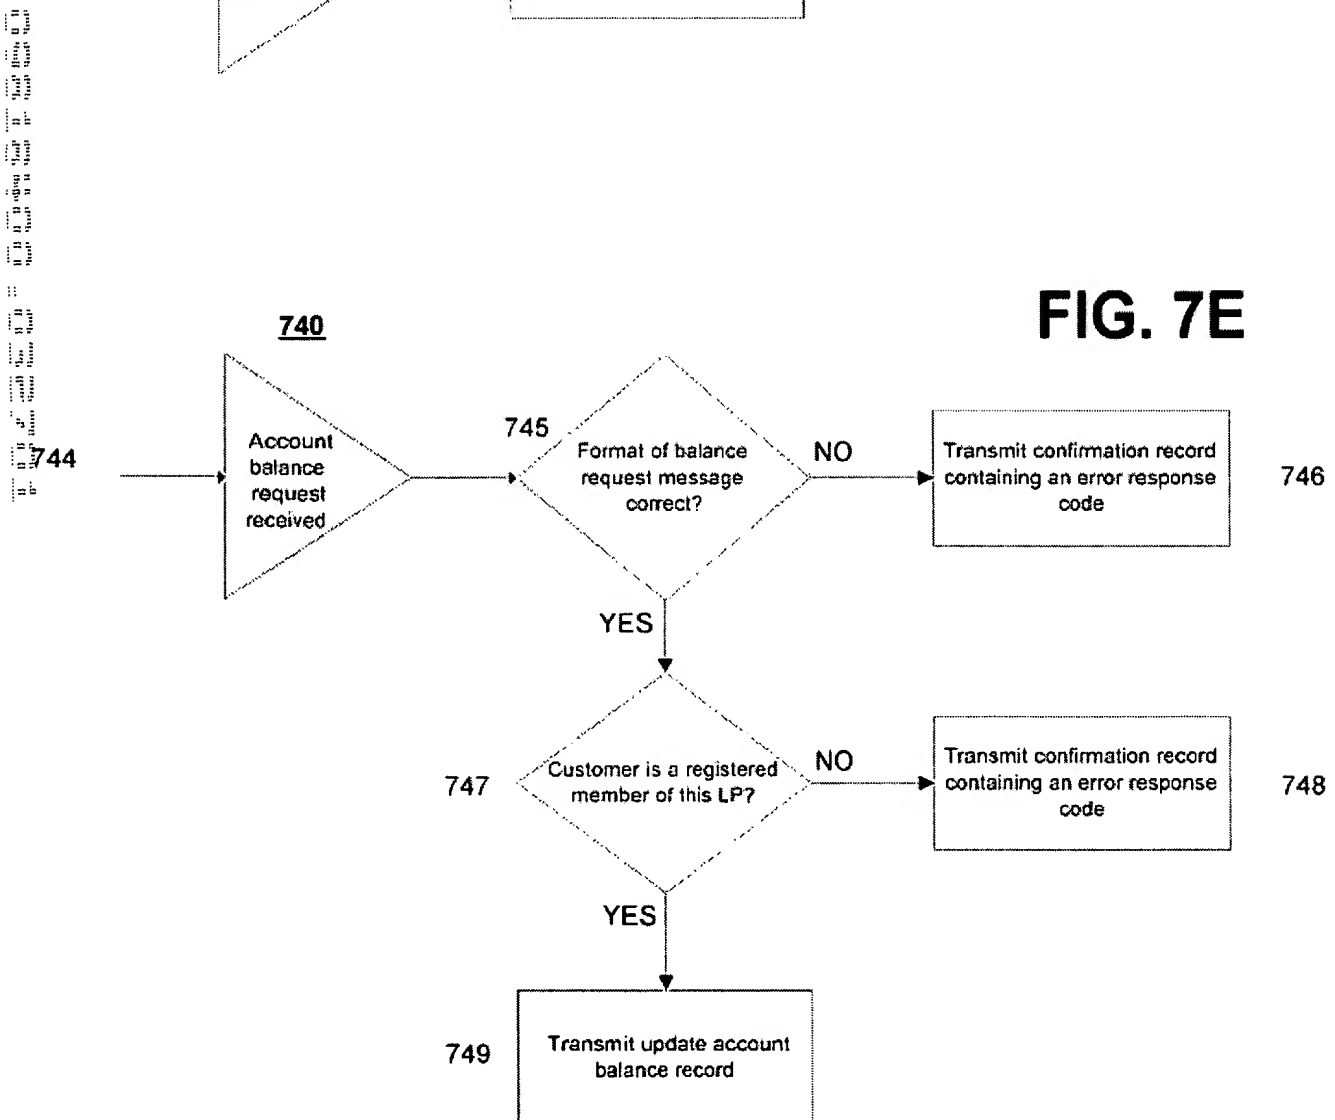 FIG. 7E
740
744
Account
balance
request
received
745
Format of balance
request message
correct?
NO
Transmit confirmation record
containing an error response
code
746
YES
747
Customer is a registered
member of this LP?
NO
Transmit confirmation record
containing an error response
code
748
YES
749
Transmit update account
balance record